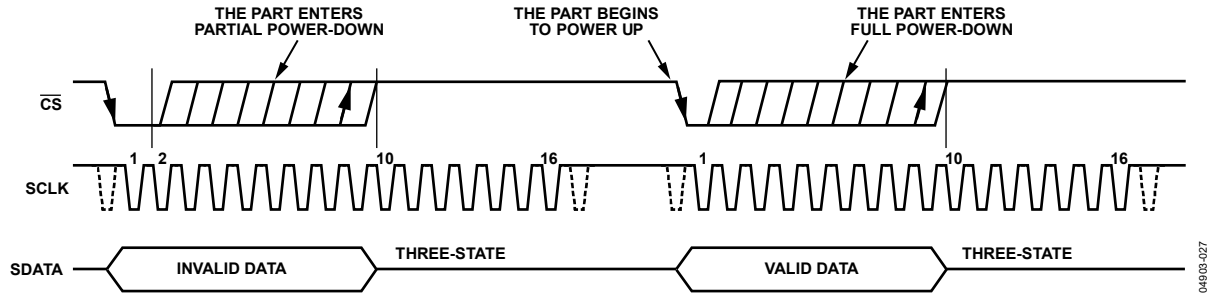 THE PART ENTERS
PARTIAL POWER-DOWN
THE PART BEGINS
TO POWER UP
THE PART ENTERS
FULL POWER-DOWN
CS
1 2 10 16 1 10 16
SCLK
SDATA INVALID DATA THREE-STATE VALID DATA THREE-STATE
04903-027